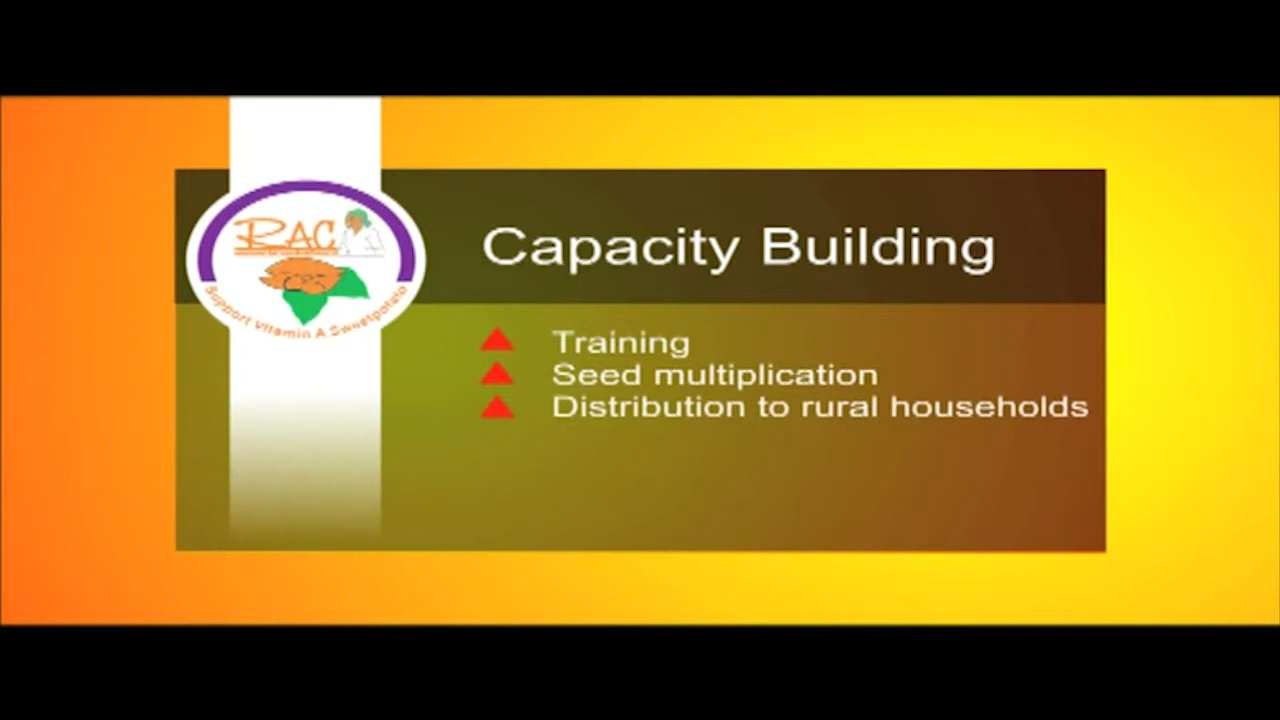 RAC
Support Vitamin A Sweetpotato
Capacity Building
Training
Seed multiplication
Distribution to rural households